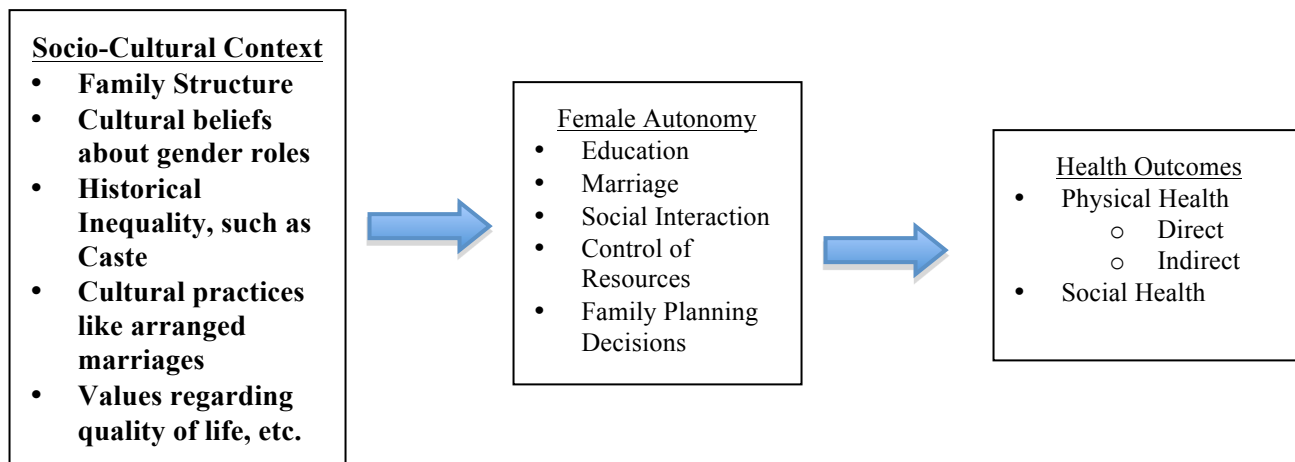 Socio-Cultural Context
• Family Structure
• Cultural beliefs
about gender roles
• Historical
Inequality, such as
Caste
• Cultural practices
like arranged
marriages
• Values regarding
quality of life, etc.
Female Autonomy
• Education
• Marriage
• Social Interaction
• Control of
Resources
• Family Planning
Decisions
Health Outcomes
• Physical Health
o Direct
o Indirect
• Social Health